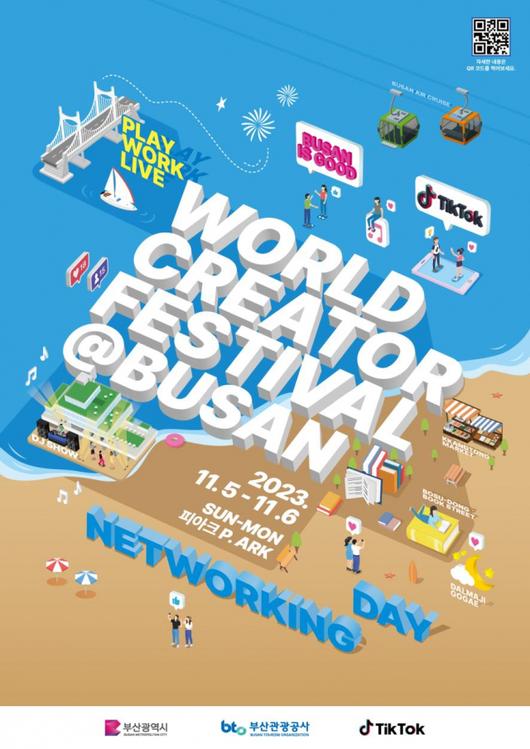 자세한 내용은
QR 코드를 찍어보세요.
BUSAN AIR CRUISE
PLAY
WORK
LIVE
BUSAN
IS GOOD
TikTok
WORLD
CREATOR
FESTIVAL
@BUSAN
DJ SHOW
KKANGTONG
MARKET
2023.
11.5 - 11.6
SUN-MON
피아크 P. ARK
BOSU-DONG
BOOK STREET
DALMAJI
GOGAE
NETWORKING DAY
부산광역시
BUSAN METROPOLITAN CITY
bto 부산관광공사
BUSAN TOURISM ORGANIZATION
TikTok